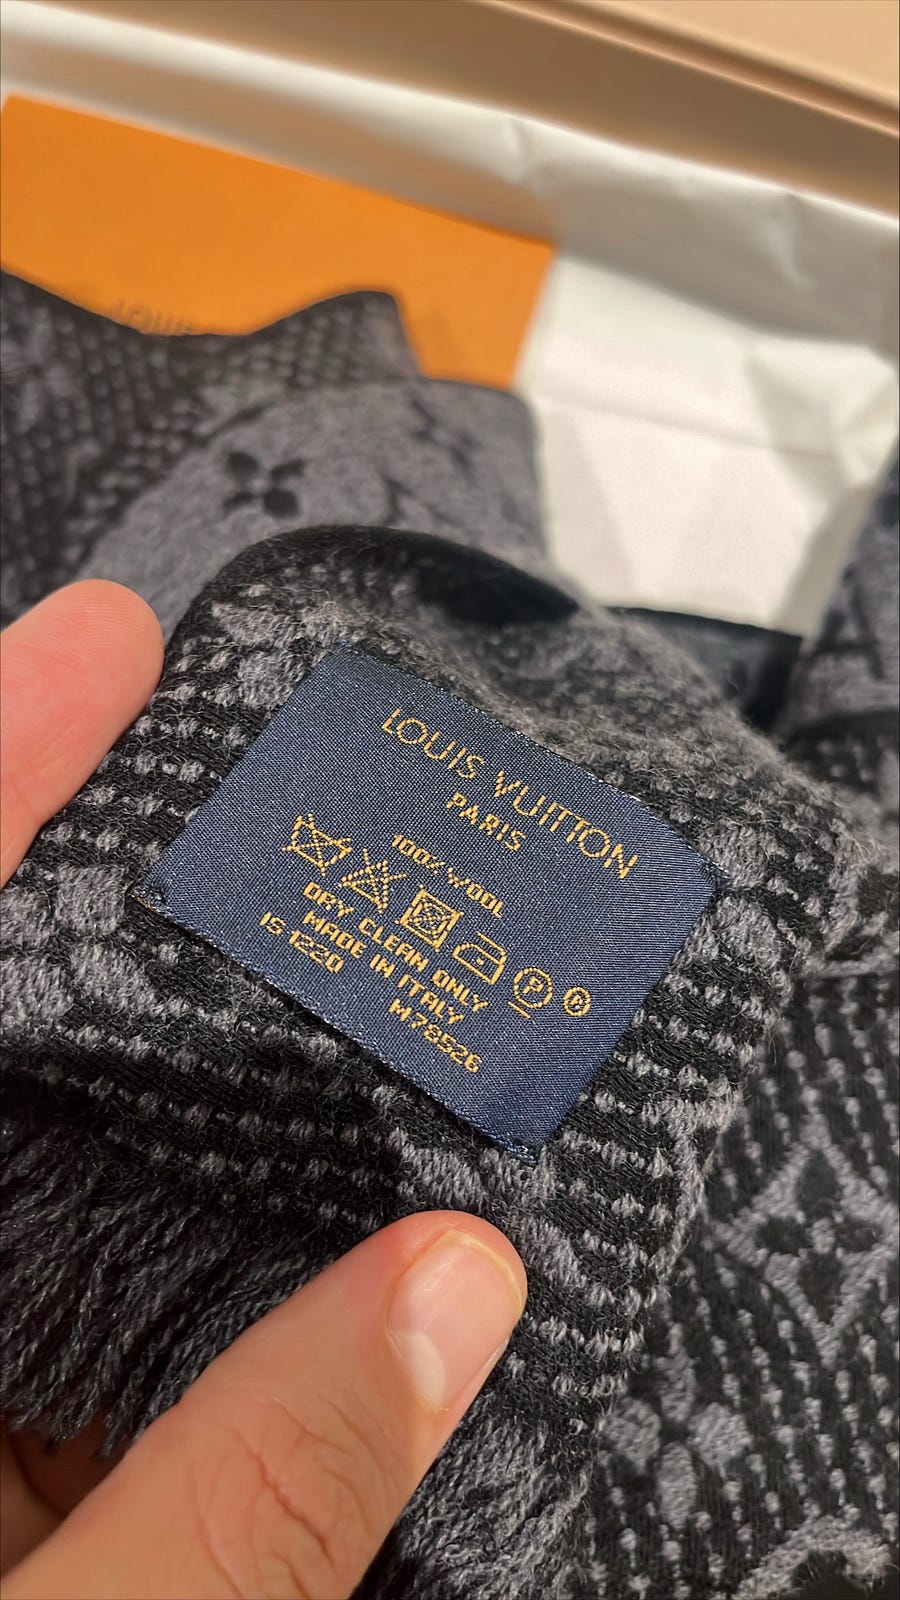 LOUIS VUITTON
PARIS
100% WOOL
P
DRY CLEAN ONLY
MADE IN ITALY
IS 1220
M78526